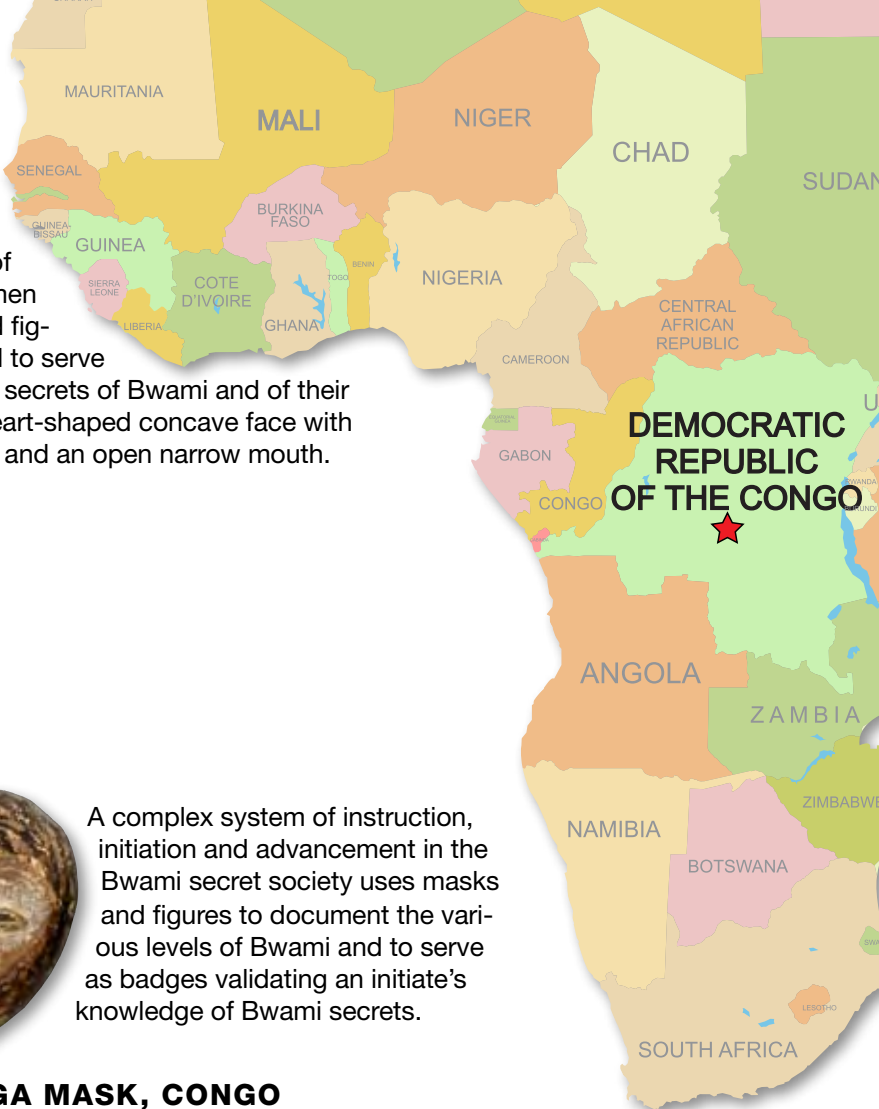 MAURITANIA
MALI
NIGER
CHAD
SUDAN
SENEGAL
BURKINA
FASO
GUINEA-
BISSAU
GUINEA
SIERRA
LEONE
COTE
D'IVOIRE
LIBERIA
GHANA
TOGO
BENIN
NIGERIA
CENTRAL
AFRICAN
REPUBLIC
CAMEROON
of
fig-
to serve
secrets of Bwami and of their
concave face with
and an open narrow mouth.
GABON
CONGO
DEMOCRATIC
REPUBLIC
OF THE CONGO
RWANDA
ANGOLA
ZAMBIA
ZIMBABWE
NAMIBIA
BOTSWANA
LESOTHO
SOUTH AFRICA
A complex system of instruction,
initiation and advancement in the
Bwami secret society uses masks
and figures to document the vari-
ous levels of Bwami and to serve
as badges validating an initiate's
knowledge of Bwami secrets.
GA MASK, CONGO